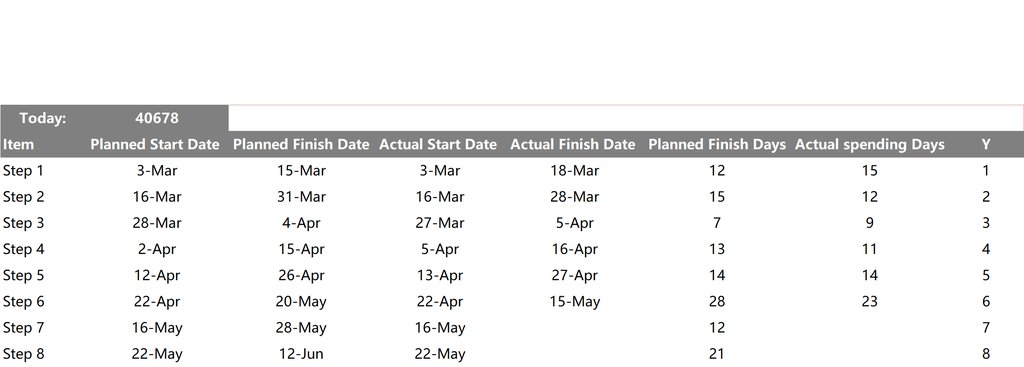 Today: 40678
Item Planned Start Date Planned Finish Date Actual Start Date Actual Finish Date Planned Finish Days Actual spending Days Y
Step 1 3-Mar 15-Mar 3-Mar 18-Mar 12 15 1
Step 2 16-Mar 31-Mar 16-Mar 28-Mar 15 12 2
Step 3 28-Mar 4-Apr 27-Mar 5-Apr 7 9 3
Step 4 2-Apr 15-Apr 5-Apr 16-Apr 13 11 4
Step 5 12-Apr 26-Apr 13-Apr 27-Apr 14 14 5
Step 6 22-Apr 20-May 22-Apr 15-May 28 23 6
Step 7 16-May 28-May 16-May 12 7
Step 8 22-May 12-Jun 22-May 21 8